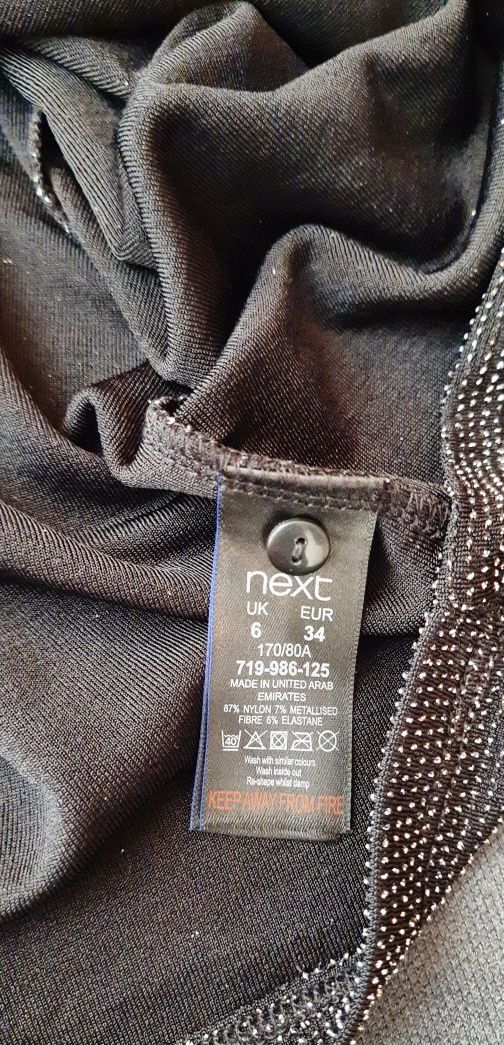 next
UK EUR
6 34
170/80A
719-986-125
MADE IN UNITED ARAB
EMIRATES
87% NYLON 7% METALLISED
FIBRE 6% ELASTANE
40
Wash with similar colours
Wash inside out
Re-shape whilst damp
KEEP AWAY FROM FIRE